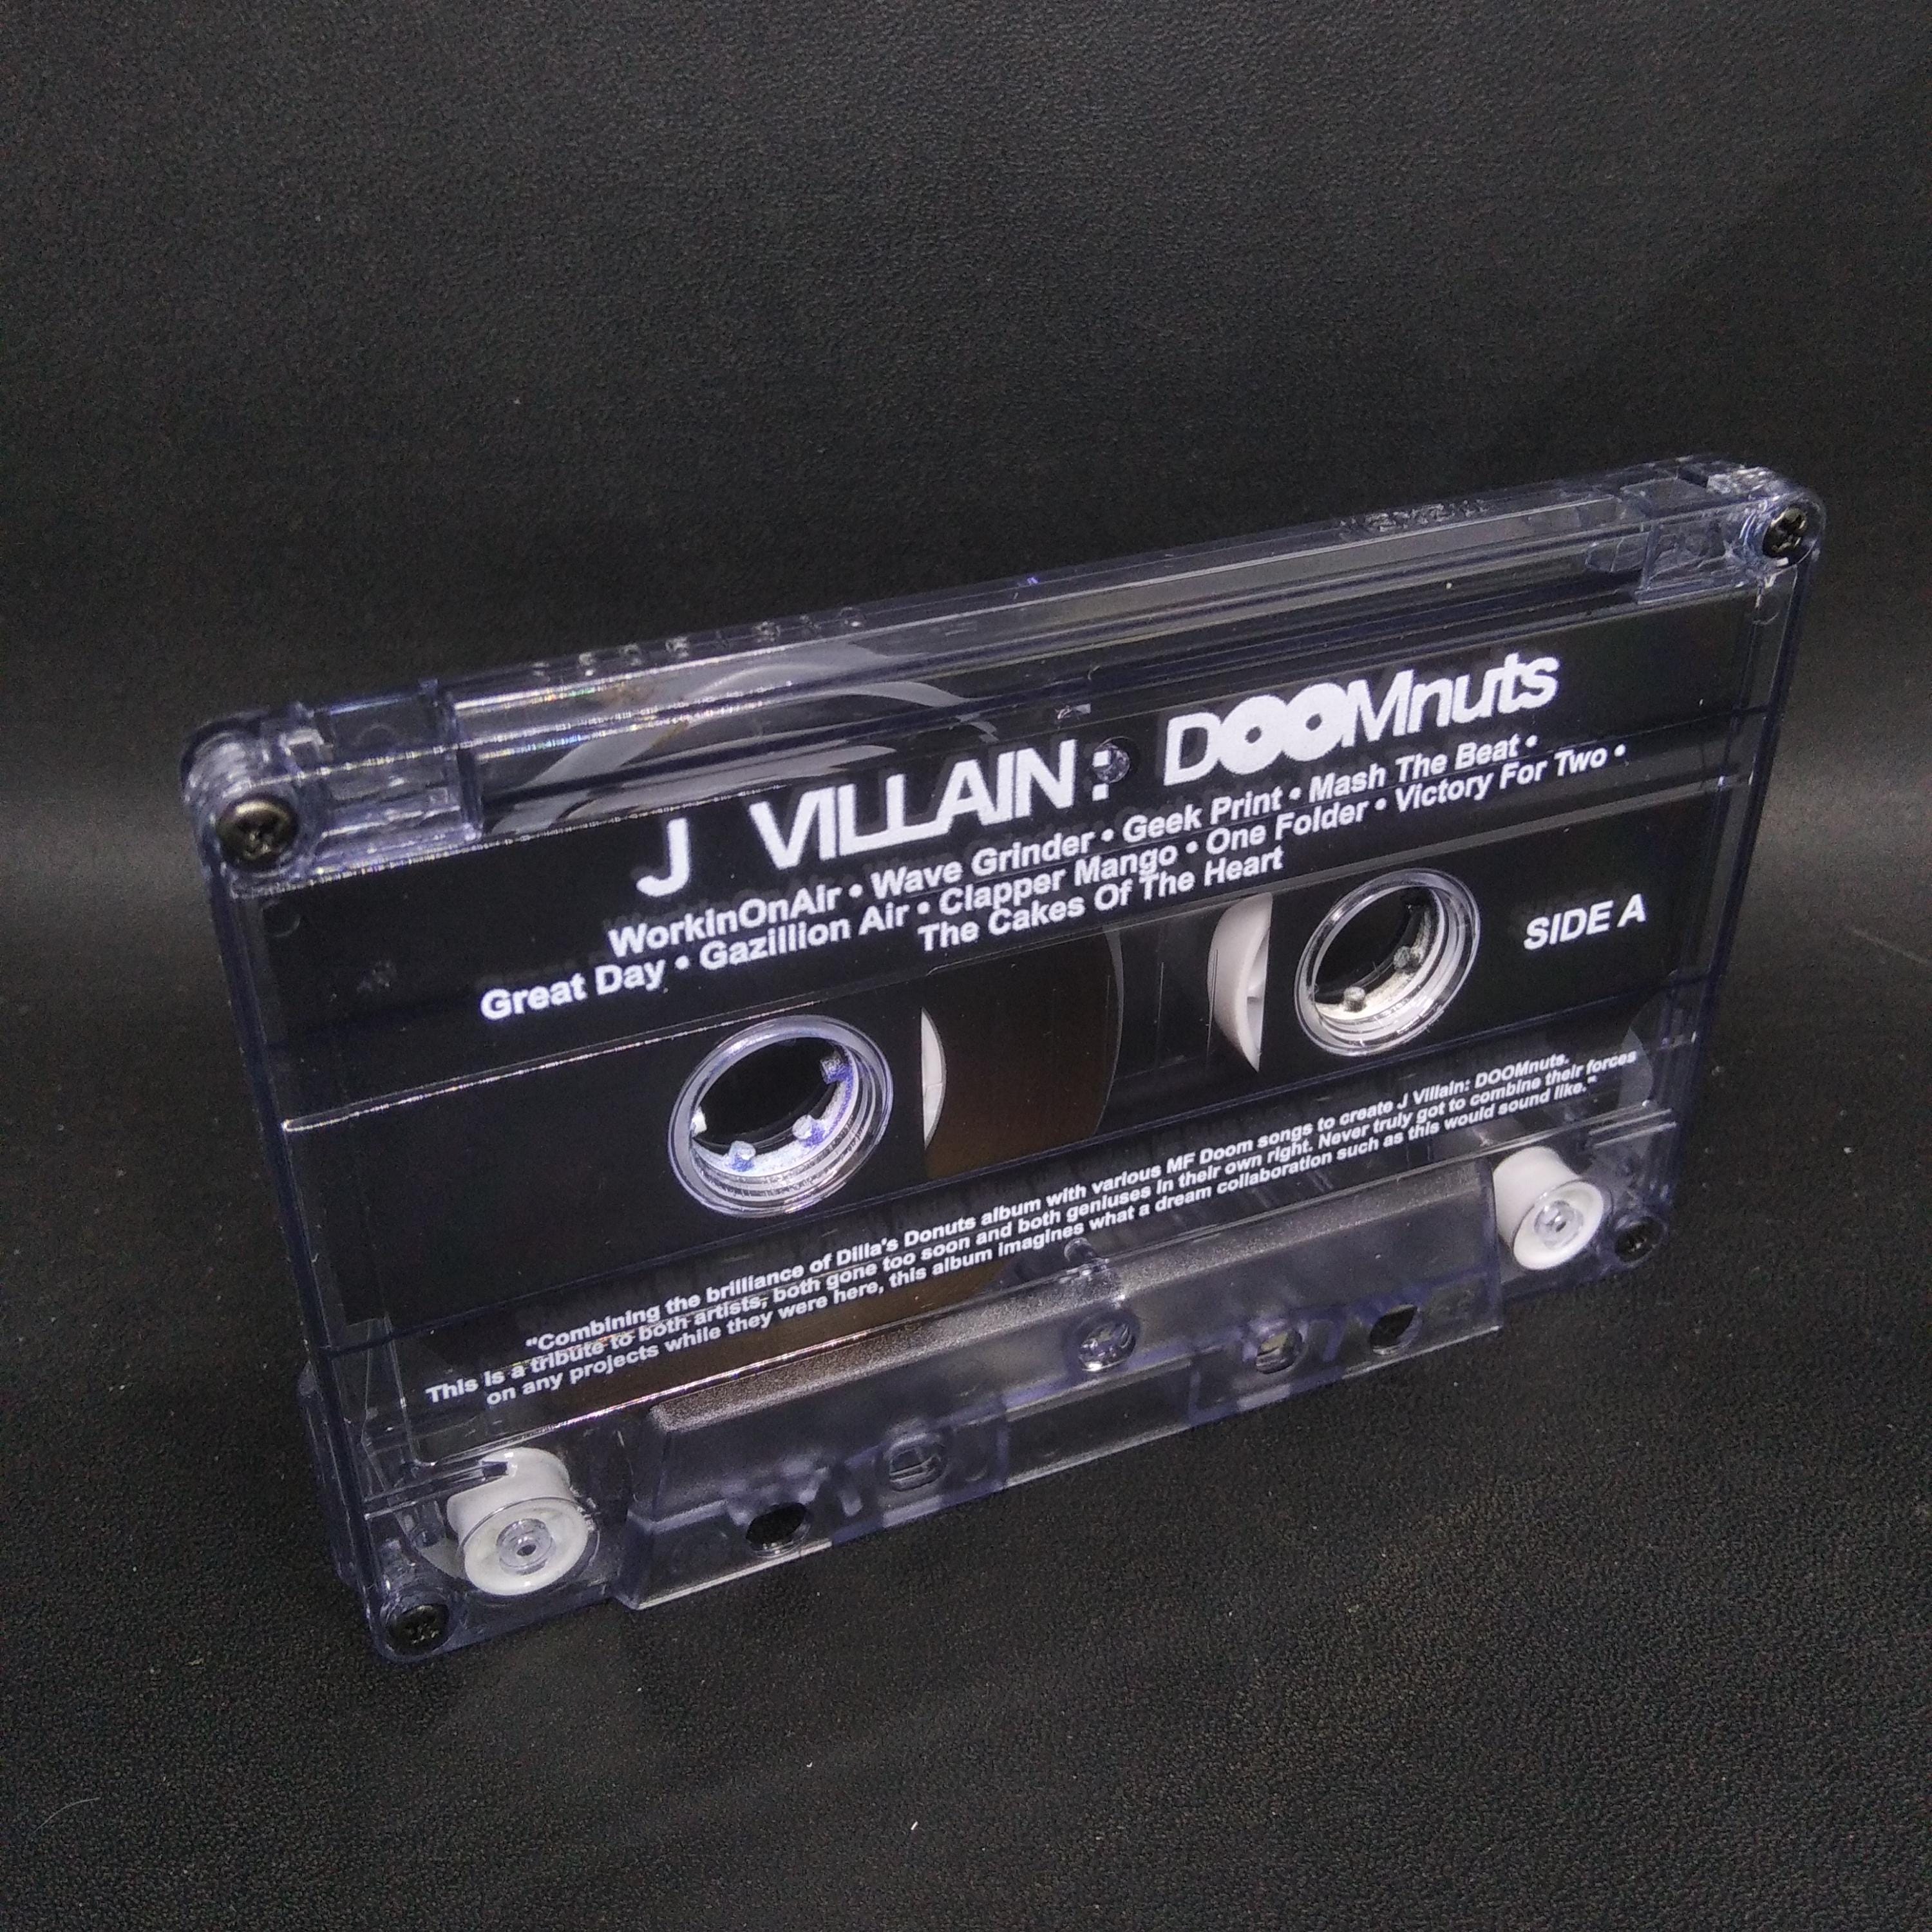 J VILLAIN: DOOMnuts
WorkinOnAir • Wave Grinder • Geek Print • Mash The Beat •
Great Day • Gazillion Air • Clapper Mango • One Folder • Victory For Two •
The Cakes Of The Heart
SIDE A
"Combining the brilliance of Dilla's Donuts album with various MF Doom songs to create J Villain: DOOMnuts.
This is a tribute to both artists, both gone too soon and both geniuses in their own right. Never truly got to combine their forces
on any projects while they were here, this album imagines what a dream collaboration such as this would sound like."